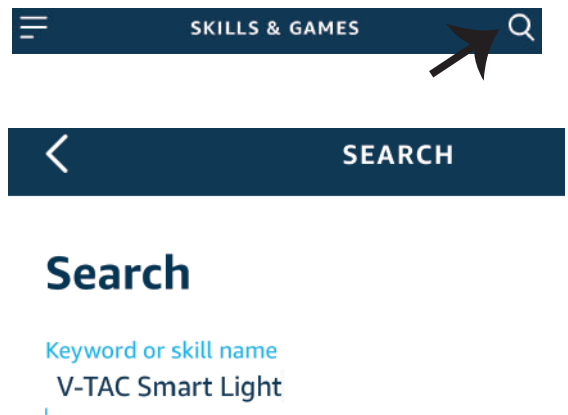 SKILLS & GAMES
SEARCH
Search
Keyword or skill name
V-TAC Smart Light